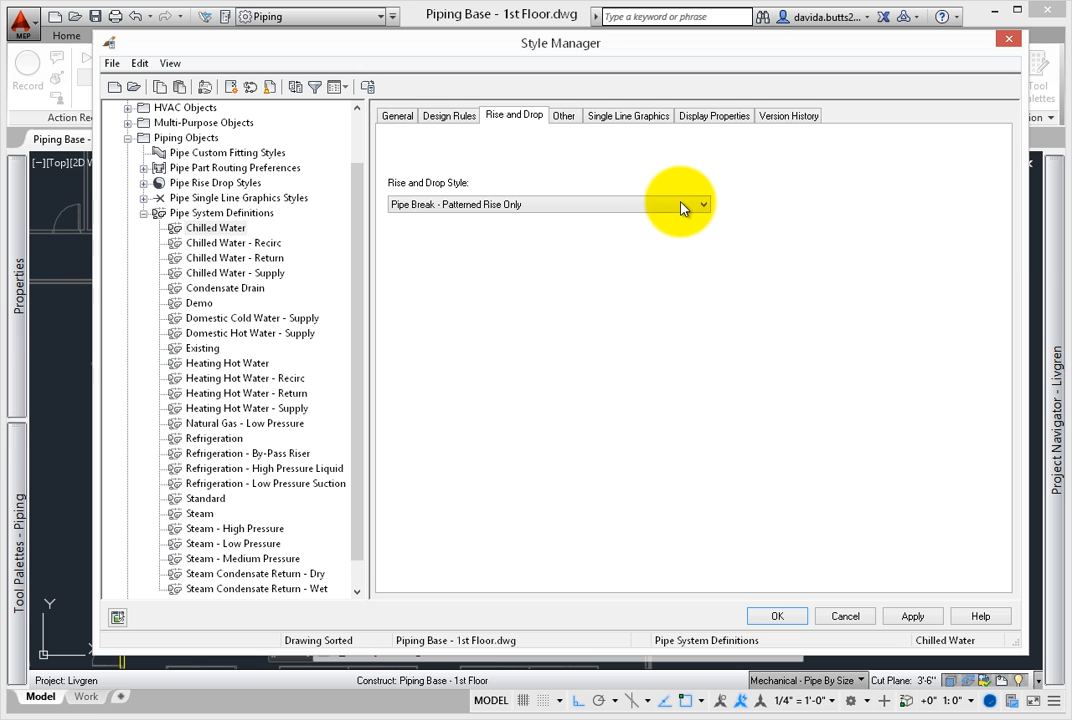 MEP
Piping
Piping Base - 1st Floor.dwg
Type a keyword or phrase
davida.butts2...
Home
Style Manager
File Edit View
Record
Action Re
Piping Base -
[−][Top][2D W
HVAC Objects
Multi-Purpose Objects
Piping Objects
Pipe Custom Fitting Styles
Pipe Part Routing Preferences
Pipe Rise Drop Styles
Pipe Single Line Graphics Styles
Pipe System Definitions
Chilled Water
Chilled Water - Recirc
Chilled Water - Return
Chilled Water - Supply
Condensate Drain
Demo
Domestic Cold Water - Supply
Domestic Hot Water - Supply
Existing
Heating Hot Water
Heating Hot Water - Recirc
Heating Hot Water - Return
Heating Hot Water - Supply
Natural Gas - Low Pressure
Refrigeration
Refrigeration - By-Pass Riser
Refrigeration - High Pressure Liquid
Refrigeration - Low Pressure Suction
Standard
Steam
Steam - High Pressure
Steam - Low Pressure
Steam - Medium Pressure
Steam Condensate Return - Dry
Steam Condensate Return - Wet
General Design Rules Rise and Drop Other Single Line Graphics Display Properties Version History
Rise and Drop Style:
Pipe Break - Patterned Rise Only
OK Cancel Apply Help
Drawing Sorted Piping Base - 1st Floor.dwg Pipe System Definitions Chilled Water
Tool
alettes
on
Properties
Tool Palettes - Piping
Project Navigator - Livgren
Y
Project: Livgren Construct: Piping Base - 1st Floor Mechanical - Pipe By Size Cut Plane: 3'-6"
Model Work MODEL 1/4" = 1'-0" +0" 1: 0"